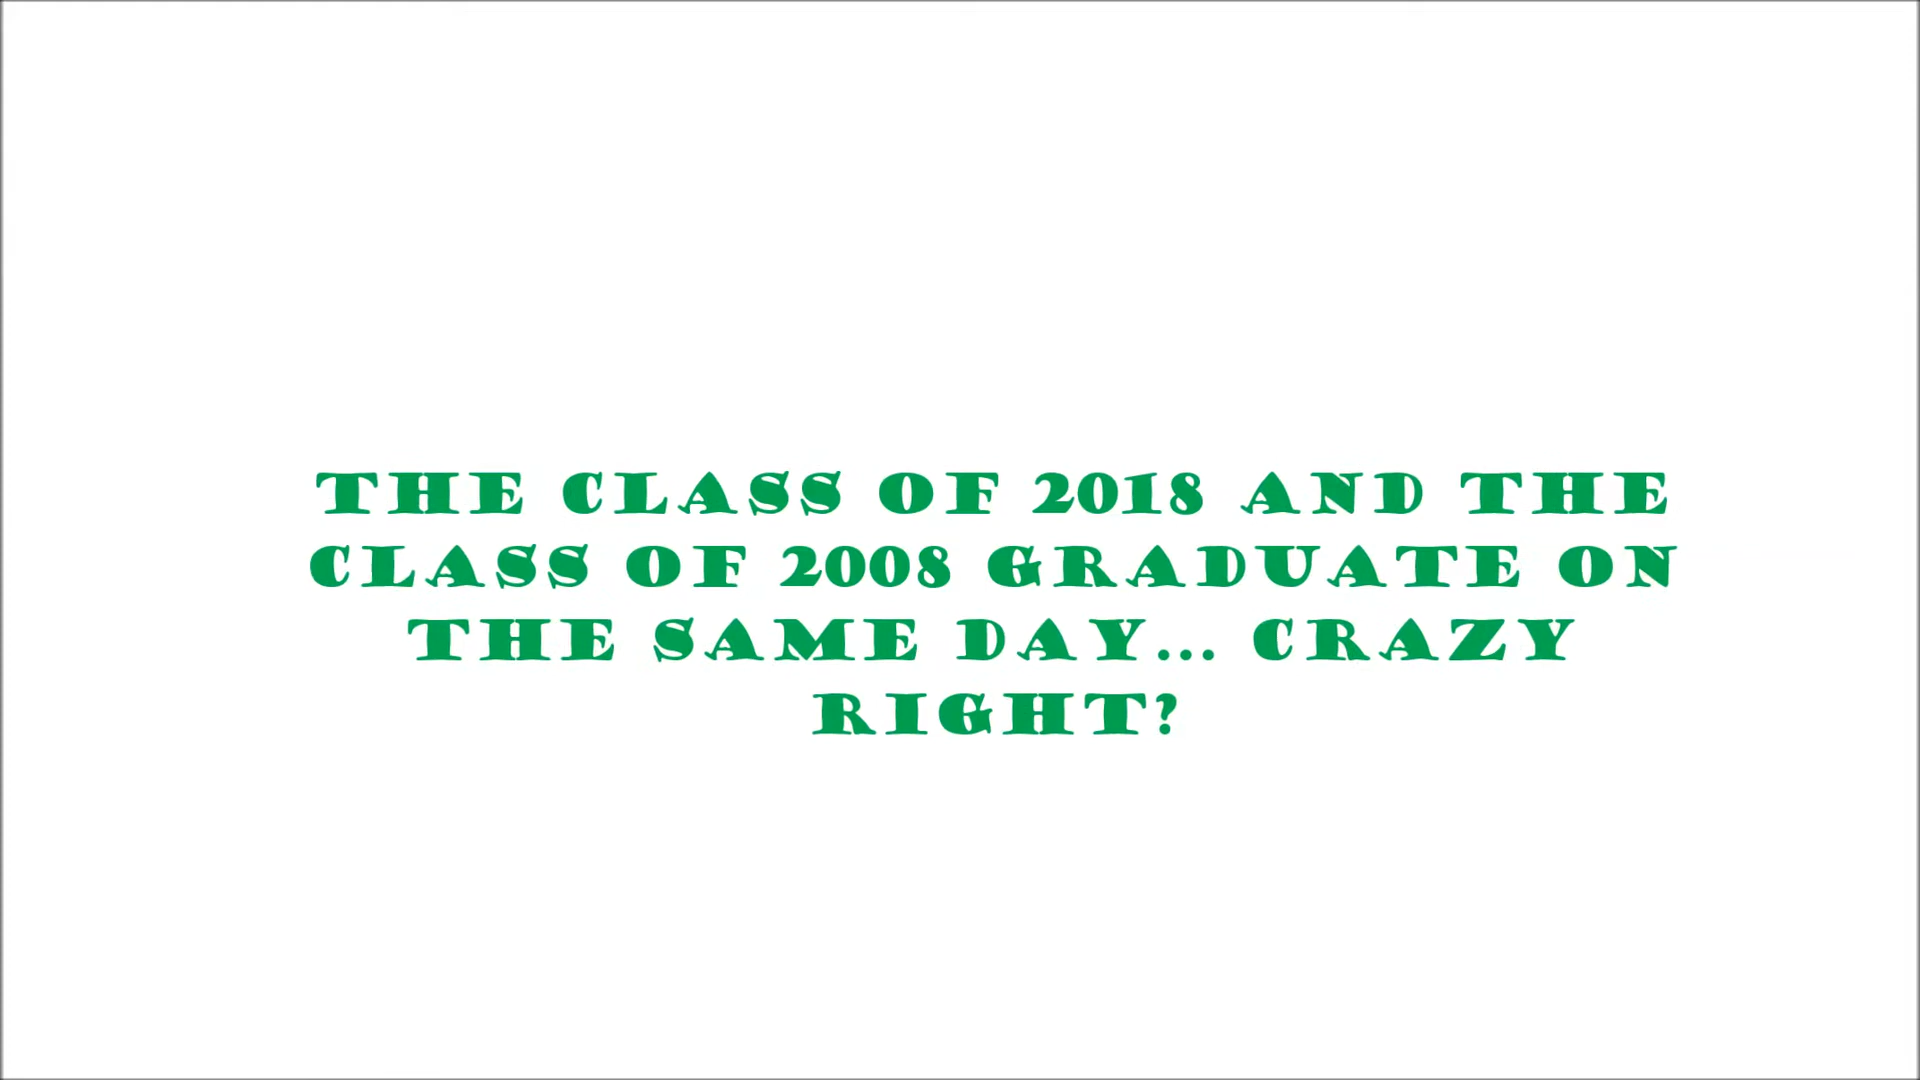 THE CLASS OF 2018 AND THE
CLASS OF 2008 GRADUATE ON
THE SAME DAY... CRAZY
RIGHT?